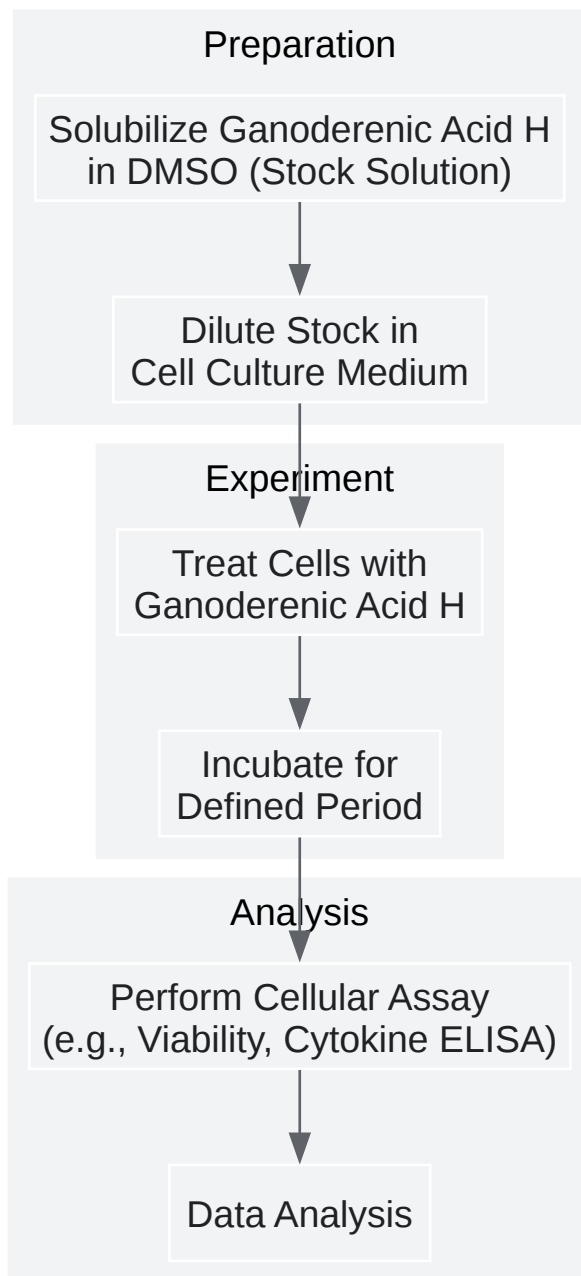 Preparation
Solubilize Ganoderenic Acid H
in DMSO (Stock Solution)
Dilute Stock in
Cell Culture Medium
Experiment
Treat Cells with
Ganoderenic Acid H
Incubate for
Defined Period
Analysis
Perform Cellular Assay
(e.g., Viability, Cytokine ELISA)
Data Analysis